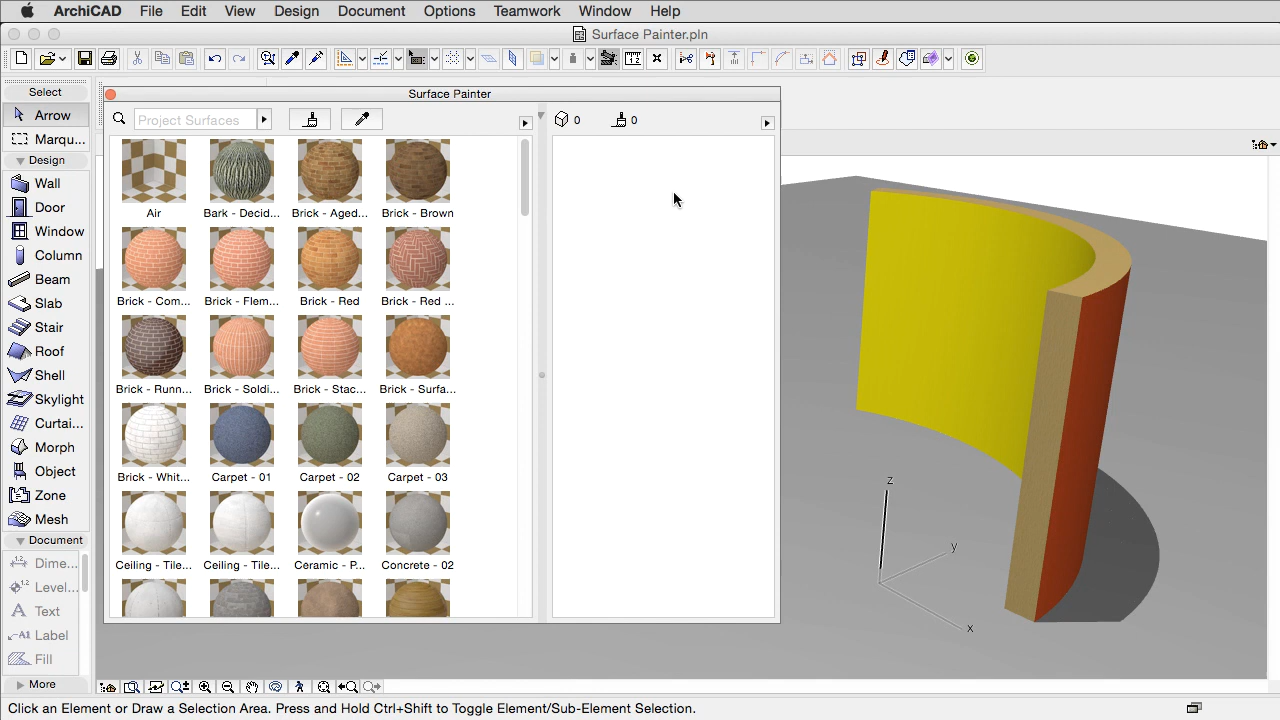 ArchiCAD File Edit View Design Document Options Teamwork Window Help
Surface Painter.pln
Select
Arrow
Marqu...
Design
Wall
Door
Window
Column
Beam
Slab
Stair
Roof
Shell
Skylight
Curtai...
Morph
Object
Zone
Mesh
Document
Dime...
Level...
Text
Label
Fill
More
Surface Painter
Project Surfaces
0 0
Air Bark - Decid... Brick - Aged... Brick - Brown
Brick - Com... Brick - Flem... Brick - Red Brick - Red ...
Brick - Runn... Brick - Soldi... Brick - Stac... Brick - Surfa...
Brick - Whit... Carpet - 01 Carpet - 02 Carpet - 03
Ceiling - Tile... Ceiling - Tile... Ceramic - P... Concrete - 02
z
y
x
Click an Element or Draw a Selection Area. Press and Hold Ctrl+Shift to Toggle Element/Sub-Element Selection.